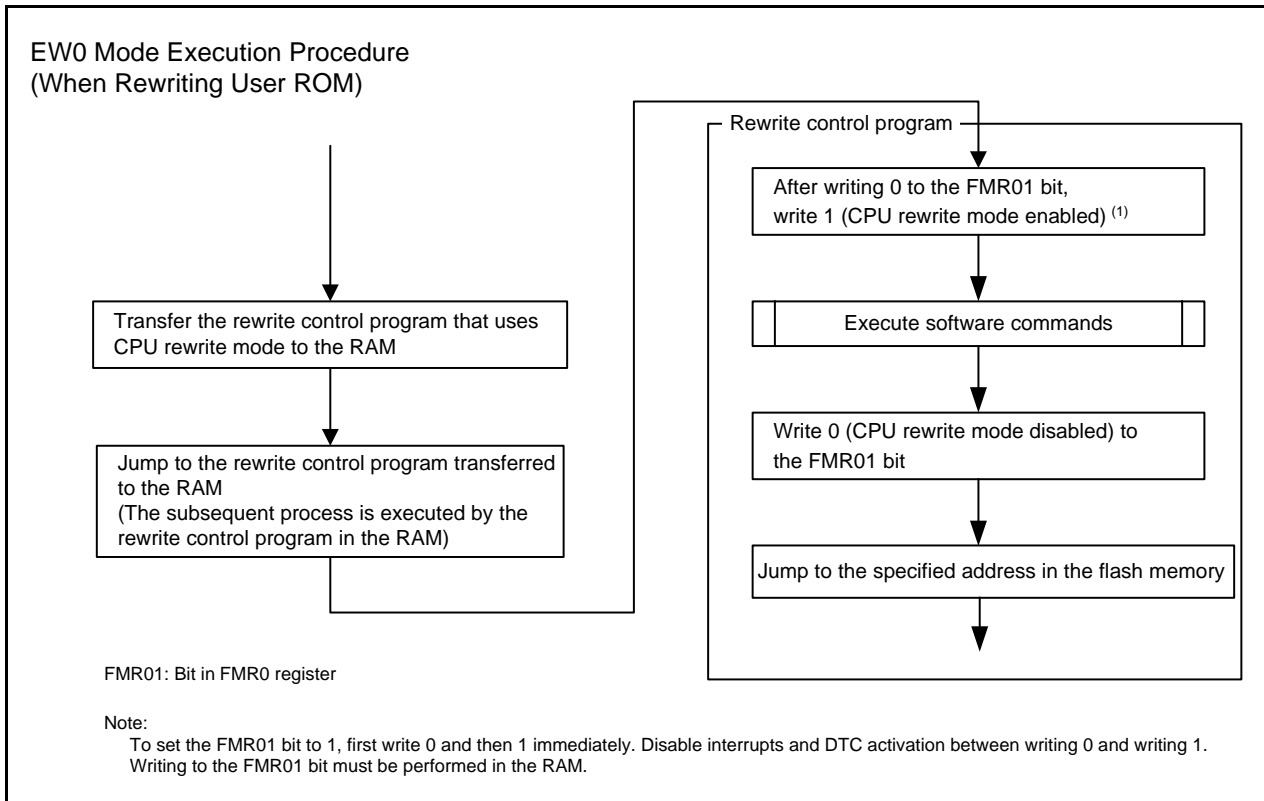 EW0 Mode Execution Procedure
(When Rewriting User ROM)
Transfer the rewrite control program that uses
CPU rewrite mode to the RAM
Jump to the rewrite control program transferred
to the RAM
(The subsequent process is executed by the
rewrite control program in the RAM)
Rewrite control program
After writing 0 to the FMR01 bit,
write 1 (CPU rewrite mode enabled) (1)
Execute software commands
Write 0 (CPU rewrite mode disabled) to
the FMR01 bit
Jump to the specified address in the flash memory
FMR01: Bit in FMR0 register
Note:
To set the FMR01 bit to 1, first write 0 and then 1 immediately. Disable interrupts and DTC activation between writing 0 and writing 1.
Writing to the FMR01 bit must be performed in the RAM.